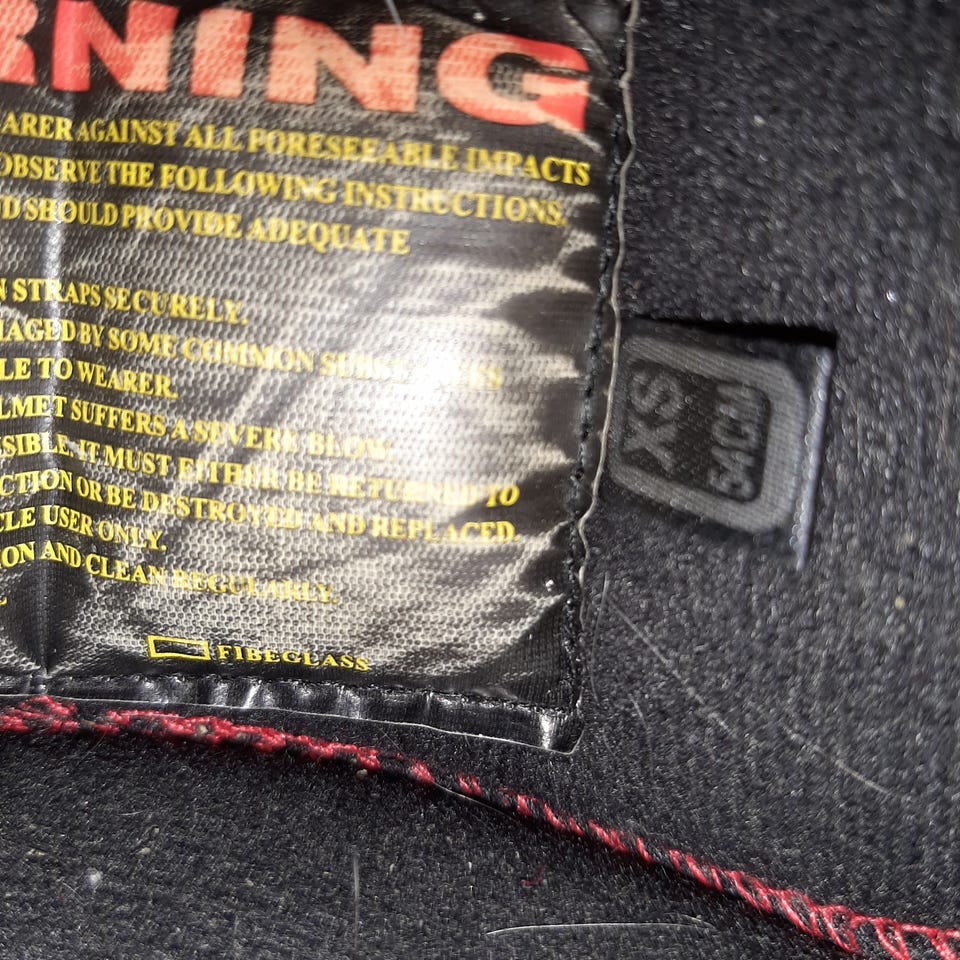 RNING
ARER AGAINST ALL FORESEEABLE IMPACTS
OBSERVE THE FOLLOWING INSTRUCTIONS.
D SHOULD PROVIDE ADEQUATE
N STRAPS SECURELY.
AGED BY SOME COMMON
LE TO WEARER.
LMET SUFFERS A SEVERE BLOW
SIBLE. IT MUST EITHER BE RETURNED TO
CTION OR BE DESTROYED AND REPLACED.
CLE USER ONLY.
ON AND CLEAN REGULARLY.
FIBEGLASS
XS